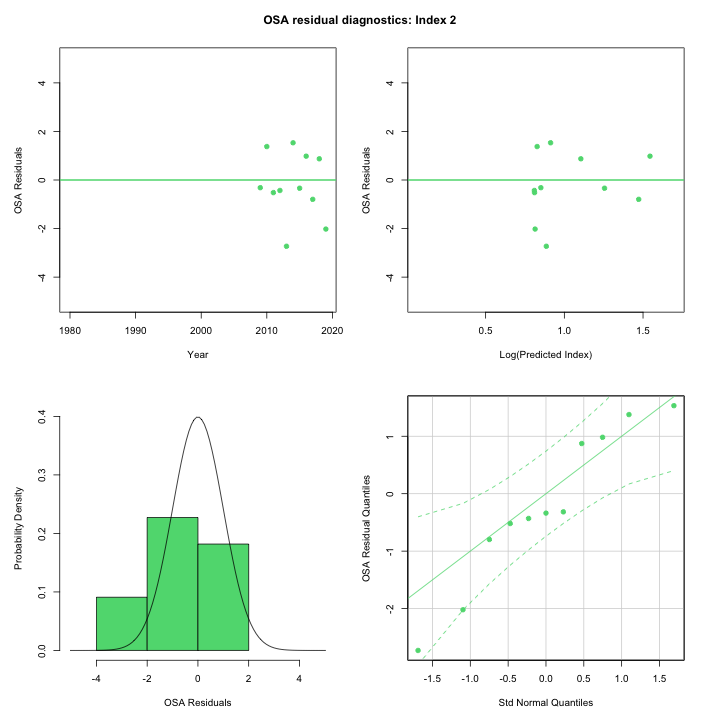 OSA residual diagnostics: Index 2
OSA Residuals
4
2
0
-2
-4
1980 1990 2000 2010 2020
Year
OSA Residuals
4
2
0
-2
-4
0.5 1.0 1.5
Log(Predicted Index)
Probability Density
0.4
0.3
0.2
0.1
0.0
-4 -2 0 2 4
OSA Residuals
OSA Residual Quantiles
1
0
-1
-2
-1.5 -1.0 -0.5 0.0 0.5 1.0 1.5
Std Normal Quantiles